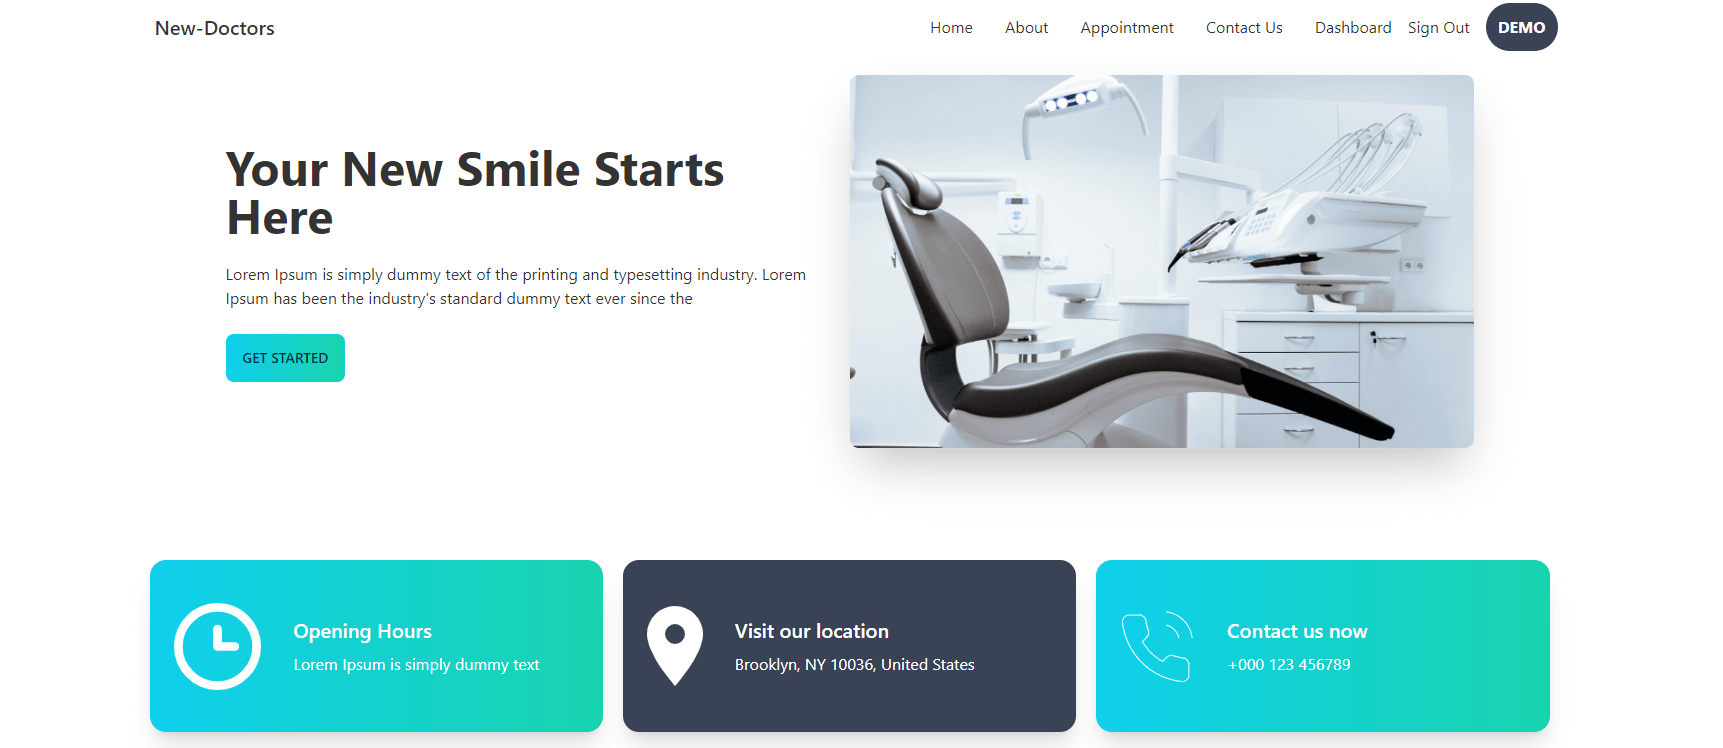 New-Doctors
Home About Appointment Contact Us Dashboard Sign Out DEMO
Your New Smile Starts
Here
Lorem Ipsum is simply dummy text of the printing and typesetting industry. Lorem
Ipsum has been the industry's standard dummy text ever since the
GET STARTED
Opening Hours
Lorem Ipsum is simply dummy text
Visit our location
Brooklyn, NY 10036, United States
Contact us now
+000 123 456789